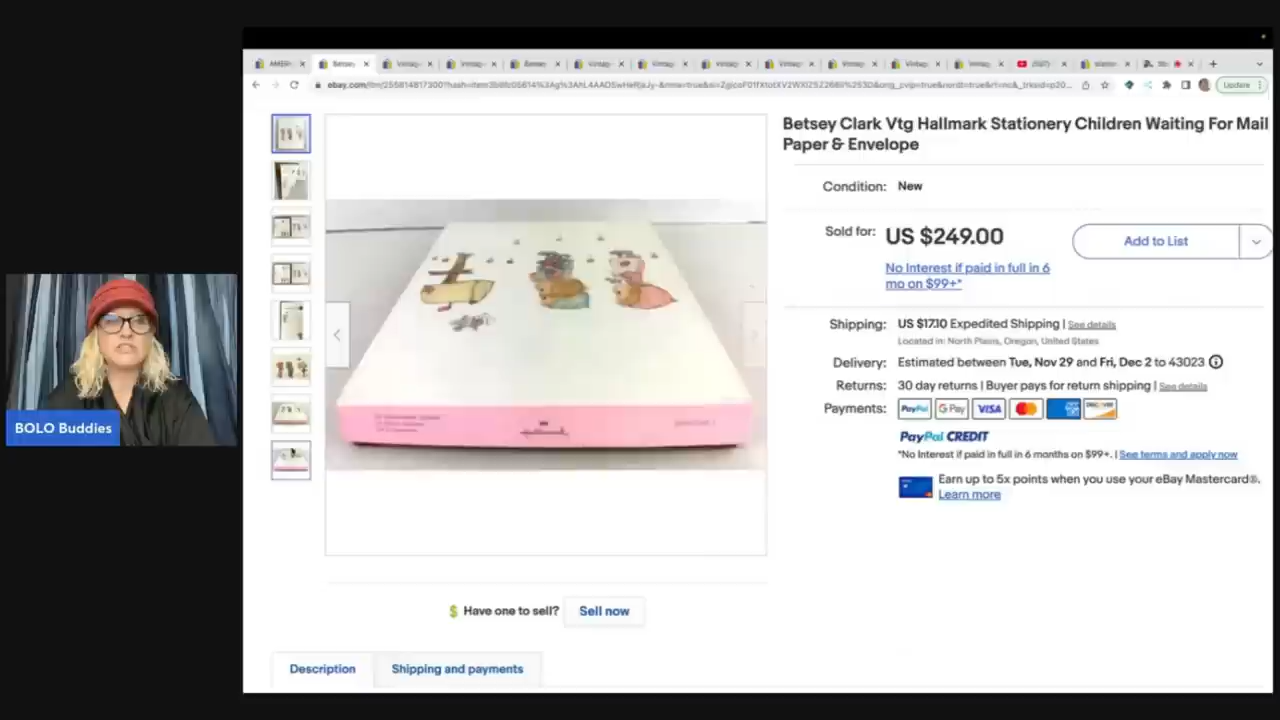 Update
Betsey Clark Vtg Hallmark Stationery Children Waiting For Mail
Paper & Envelope
Condition: New
Sold for: US $249.00
Add to List
No Interest if paid in full in 6
mo on $99+*
Shipping: US $17.10 Expedited Shipping | See details
Located in: North Plains, Oregon, United States
Delivery: Estimated between Tue, Nov 29 and Fri, Dec 2 to 43023
Returns: 30 day returns | Buyer pays for return shipping | See details
Payments: PayPal G Pay VISA
PayPal CREDIT
*No Interest if paid in full in 6 months on $99+. | See terms and apply now
Earn up to 5x points when you use your eBay Mastercard®.
Learn more
BOLO Buddies
Have one to sell? Sell now
Description
Shipping and payments